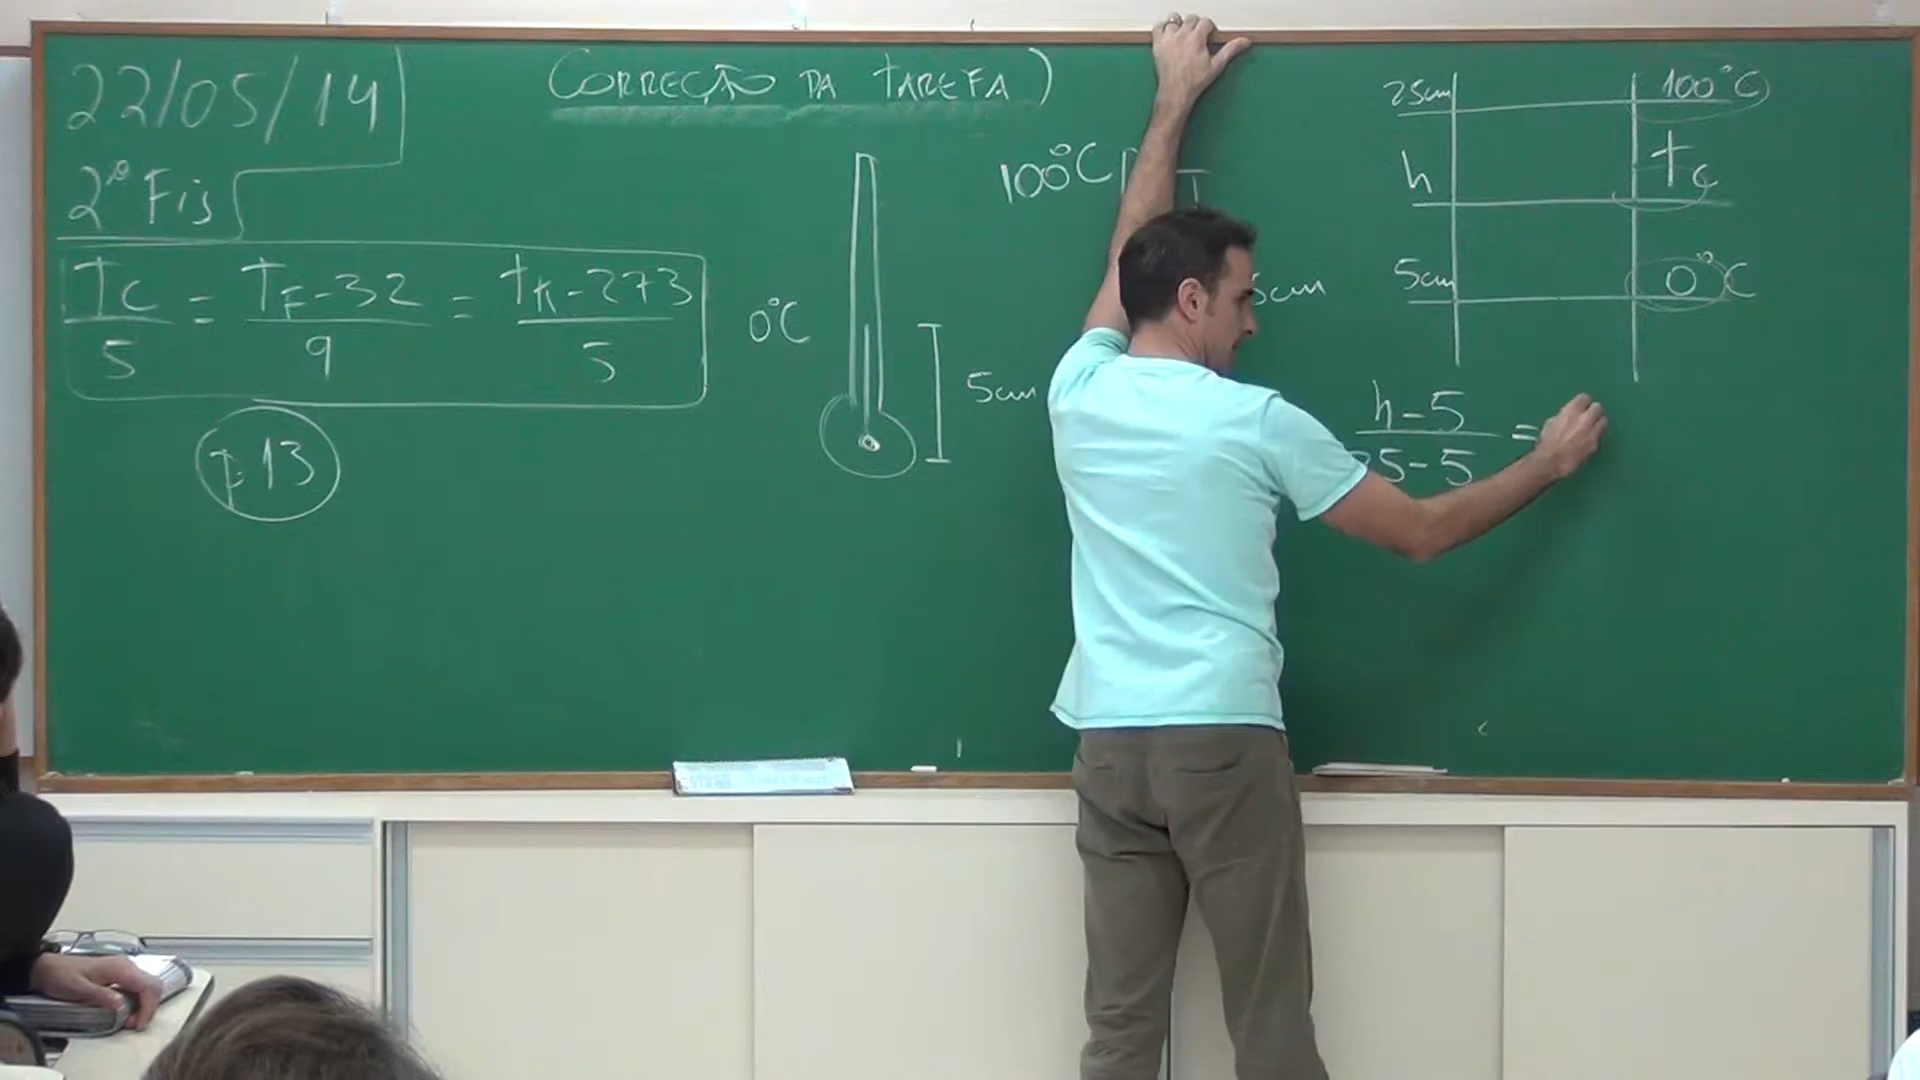 22/05/14
2º Fis
(CORREÇÃO DA TAREFA)
TC/5 = TF-32/9 = tK-273/5
p.13
0°C
5cm
100°C
5cm
25cm 100°C
h tc
5cm 0°C
h-5/25-5 =